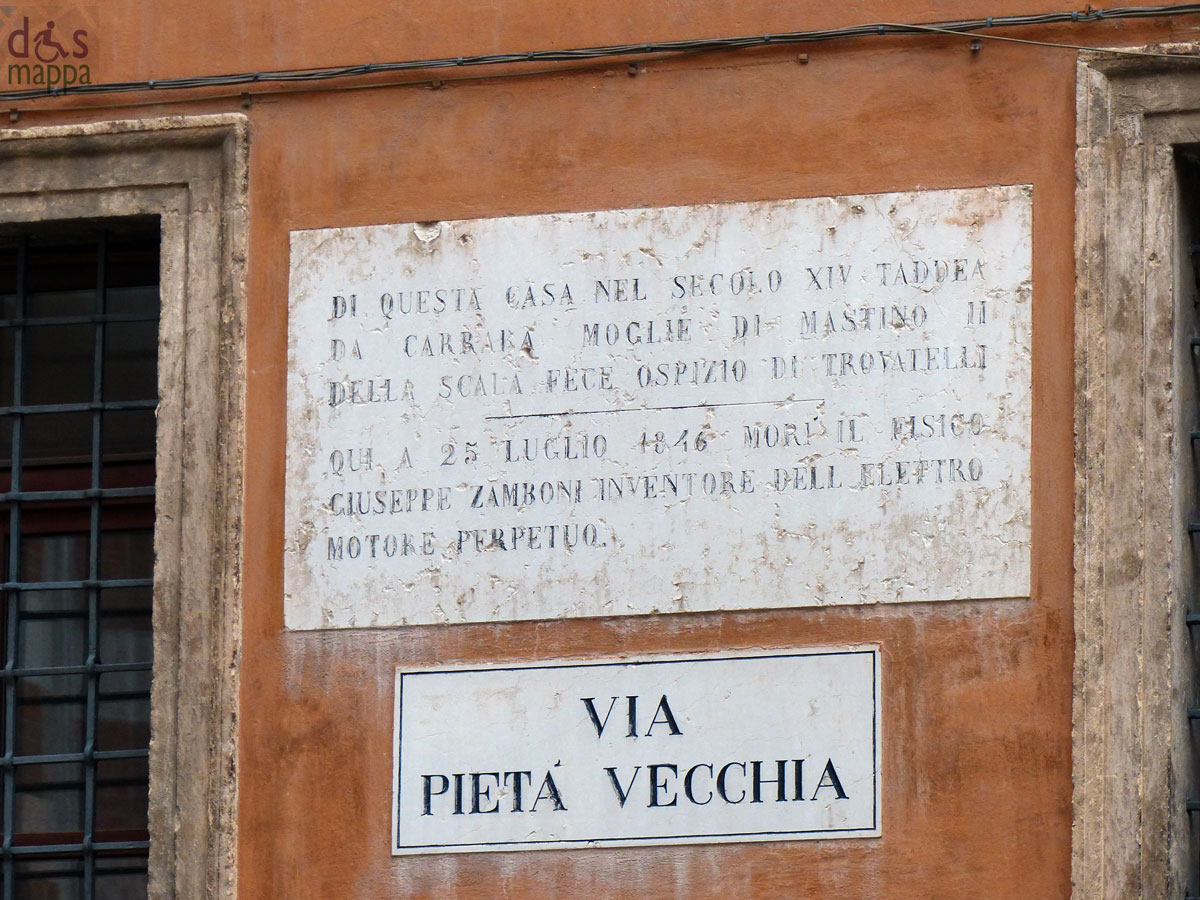 dis
mappa
DI QUESTA CASA NEL SECOLO XIV TADDEA
DA CARRARA MOGLIE DI MASTINO II
DELLA SCALA FECE OSPIZIO DI TROVATELLI
QUI A 25 LUGLIO 1846 MORÌ IL FISICO
GIUSEPPE ZAMBONI INVENTORE DELL ELETTRO
MOTORE PERPETUO.
VIA
PIETÁ VECCHIA